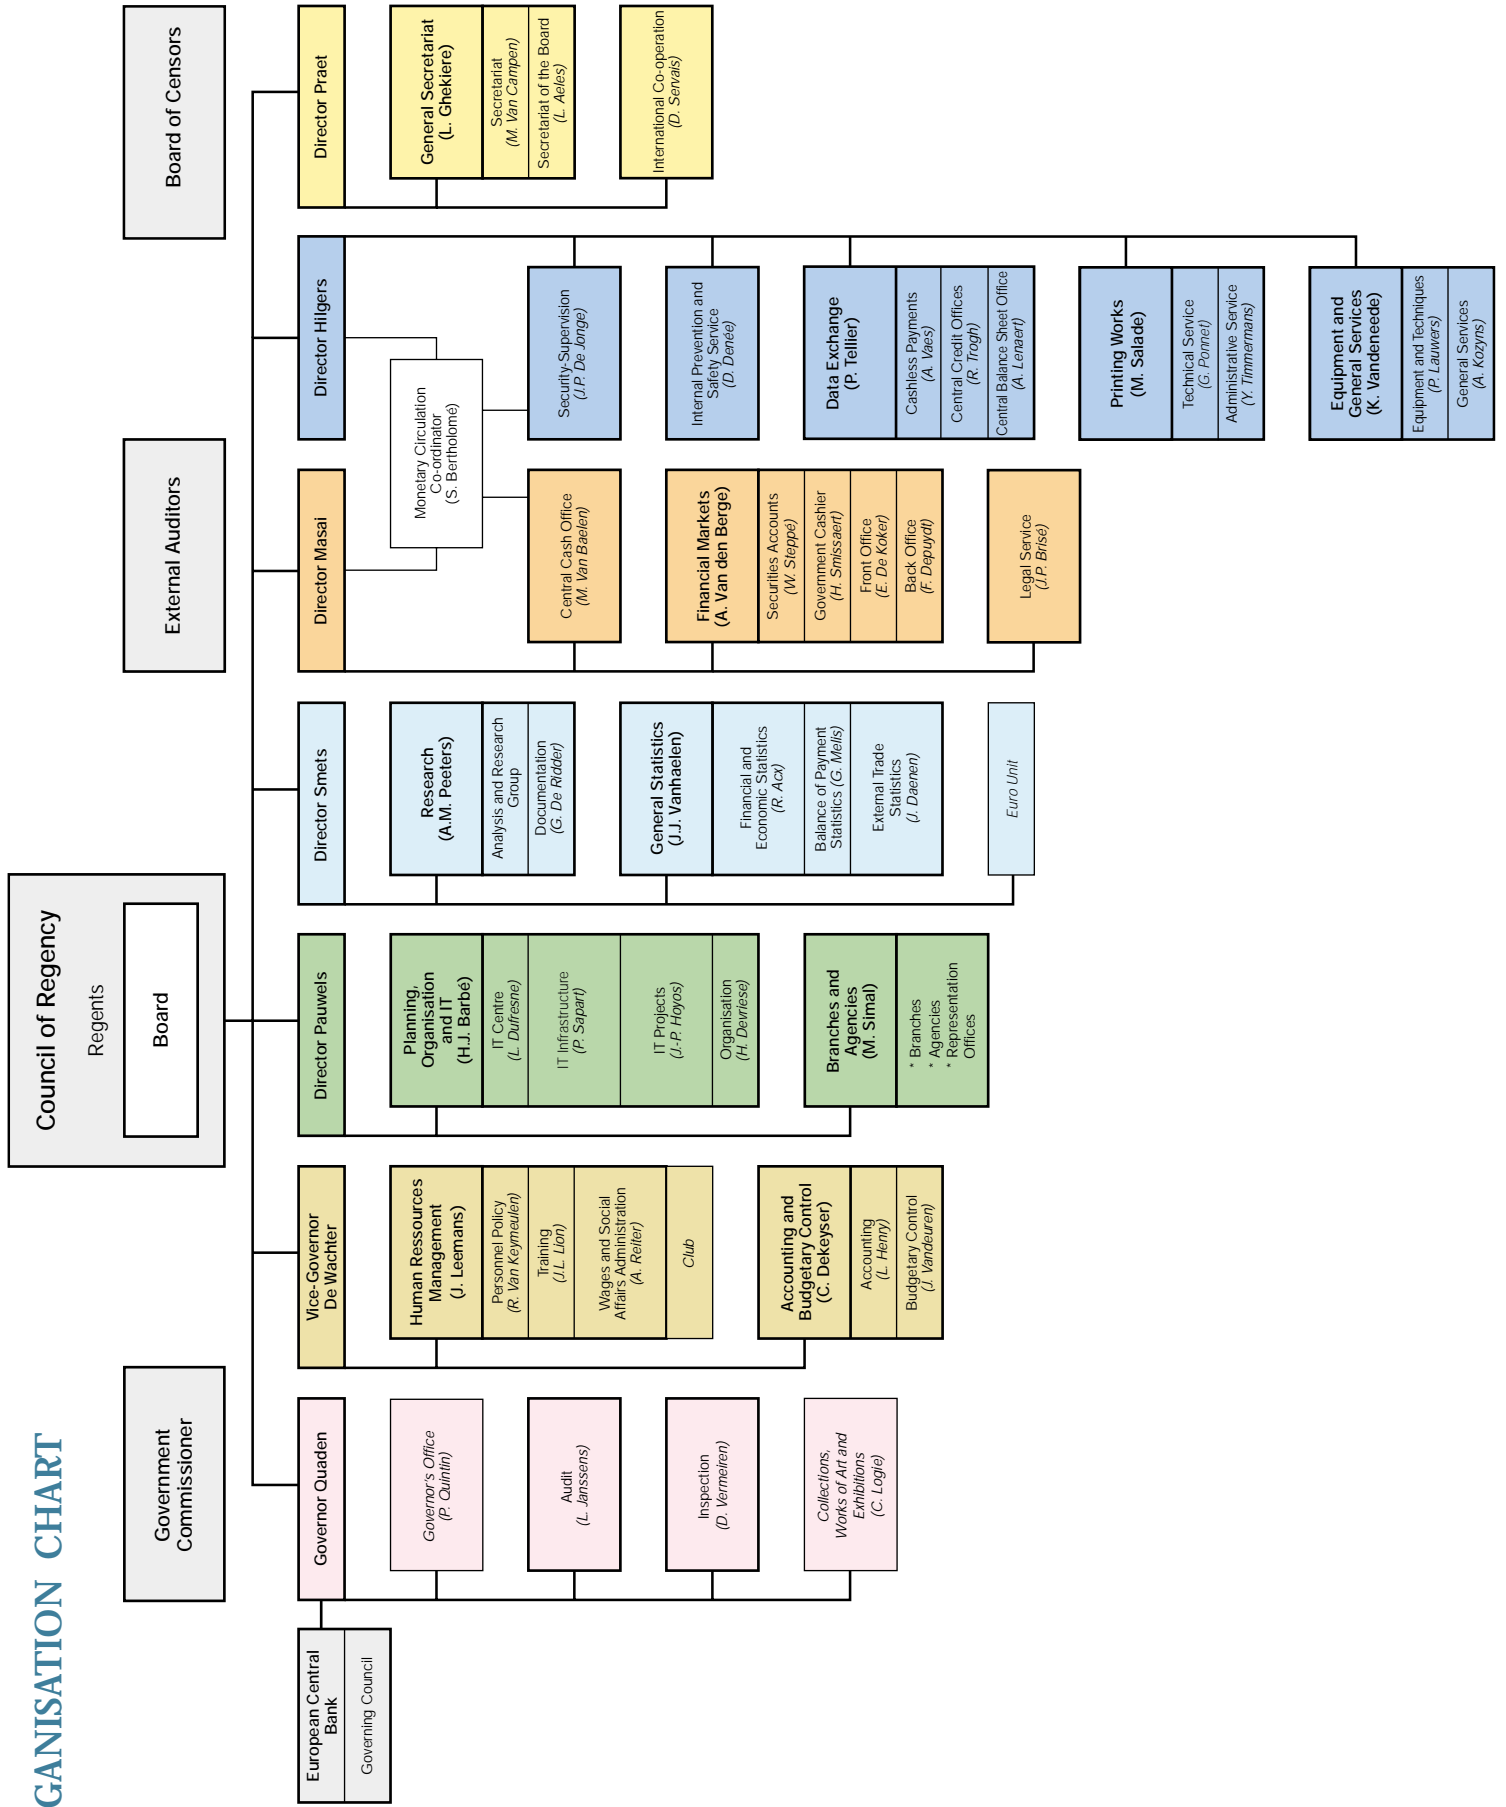 GANISATION CHART
Council of Regency
Regents
Board
Government
Commissioner
External Auditors
Board of Censors
European Central
Bank
Governing Council
Governor Quaden
Governor's Office
(P. Quintin)
Audit
(L. Janssens)
Inspection
(D. Vermeiren)
Collections,
Works of Art and
Exhibitions
(C. Logie)
Vice-Governor
De Wachter
Human Ressources
Management
(J. Leemans)
Personnel Policy
(R. Van Keymeulen)
Training
(J.L. Lion)
Wages and Social
Affairs Administration
(A. Reiter)
Club
Accounting and
Budgetary Control
(C. Dekeyser)
Accounting
(L. Henry)
Budgetary Control
(J. Vandeuren)
Director Pauwels
Planning,
Organisation
and IT
(H.J. Barbé)
IT Centre
(L. Dufresne)
IT Infrastructure
(P. Sapart)
IT Projects
(J.-P. Hoyos)
Organisation
(H. Devriese)
Branches and
Agencies
(M. Simal)
* Branches
* Agencies
* Representation
Offices
Director Smets
Research
(A.M. Peeters)
Analysis and Research
Group
Documentation
(G. De Ridder)
General Statistics
(J.J. Vanhaelen)
Financial and
Economic Statistics
(R. Acx)
Balance of Payment
Statistics (G. Melis)
External Trade
Statistics
(J. Daenen)
Euro Unit
Director Masai
Monetary Circulation
Co-ordinator
(S. Bertholomé)
Central Cash Office
(M. Van Baelen)
Financial Markets
(A. Van den Berge)
Securities Accounts
(W. Steppé)
Government Cashier
(H. Smissaert)
Front Office
(E. De Koker)
Back Office
(F. Depuydt)
Legal Service
(J.P. Brisé)
Director Hilgers
Security-Supervision
(J.P. De Jonge)
Internal Prevention and
Safety Service
(D. Denée)
Data Exchange
(P. Tellier)
Cashless Payments
(A. Vaes)
Central Credit Offices
(R. Trogh)
Central Balance Sheet Office
(A. Lenaert)
Printing Works
(M. Salade)
Technical Service
(G. Ponnet)
Administrative Service
(Y. Timmermans)
Equipment and
General Services
(K. Vandeneede)
Equipment and Techniques
(P. Lauwers)
General Services
(A. Kozyns)
Director Praet
General Secretariat
(L. Ghekiere)
Secretariat
(M. Van Campen)
Secretariat of the Board
(L. Aeles)
International Co-operation
(D. Servais)